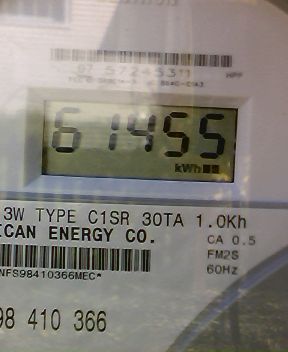 61455
kWh
3W TYPE C1SR 30TA 1.0Kh
ICAN ENERGY CO.
CA 0.5
FM2S
NFS98410366MEC*
60Hz
98 410 366